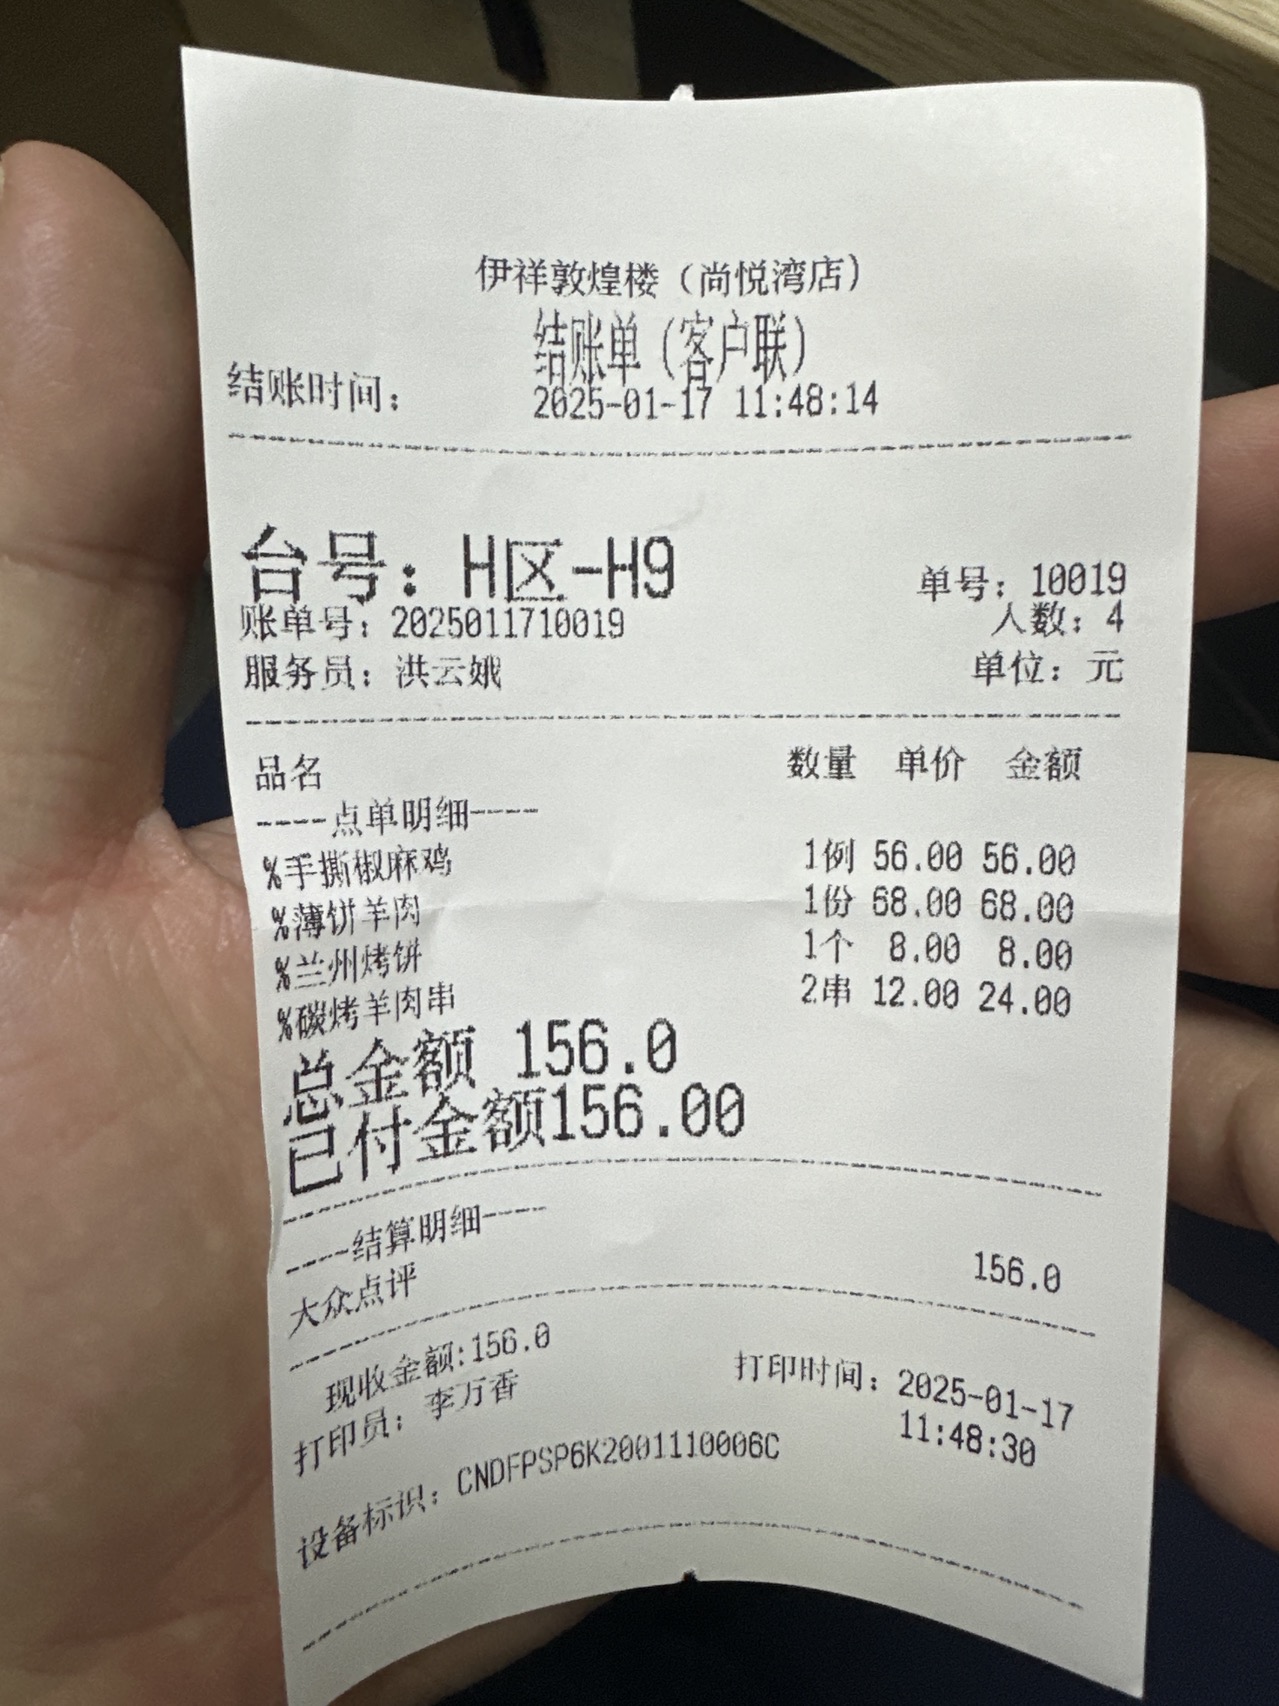 伊祥敦煌楼（尚悦湾店）
结账单（客户联）
结账时间： 2025-01-17 11:48:14
台号：H区-H9 单号：10019
账单号：2025011710019 人数：4
服务员：洪云娥 单位：元
品名 数量 单价 金额
----点单明细----
%手撕椒麻鸡 1例 56.00 56.00
%薄饼羊肉 1份 68.00 68.00
%兰州烤饼 1个 8.00 8.00
%碳烤羊肉串 2串 12.00 24.00
总金额 156.0
已付金额156.00
----结算明细----
大众点评 156.0
现收金额:156.0
打印员：李万香 打印时间：2025-01-17
11:48:30
设备标识：CNDFPSP6K2001110006C